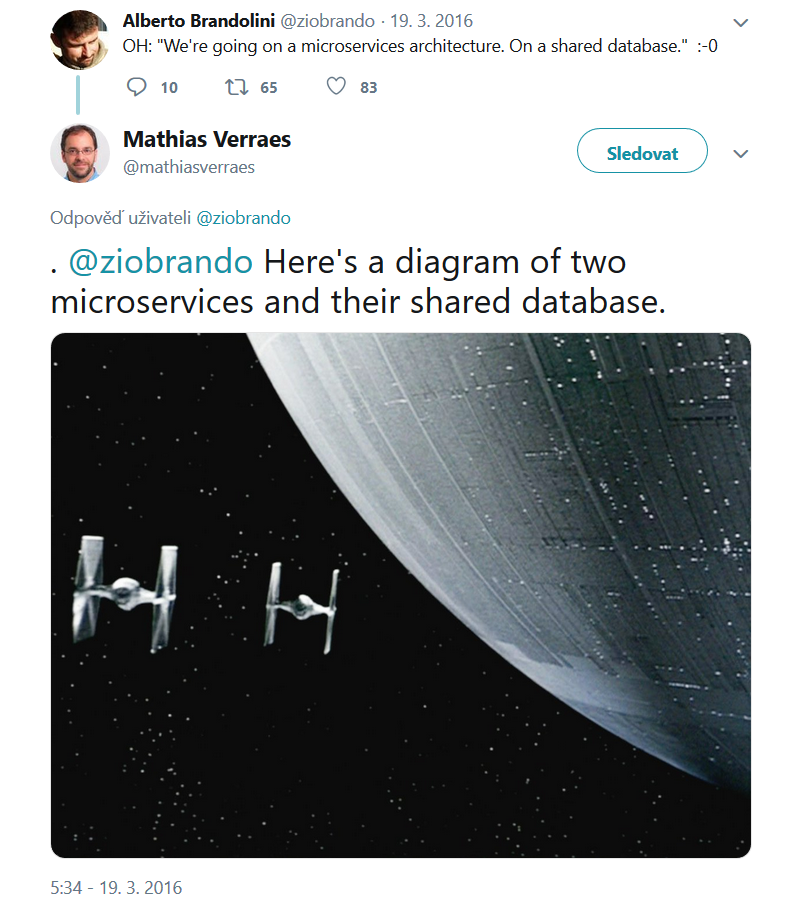 Alberto Brandolini @ziobrando · 19. 3. 2016
OH: "We're going on a microservices architecture. On a shared database."  :-0
10 65 83
Mathias Verraes
@mathiasverraes
Sledovat
Odpověď uživateli @ziobrando
. @ziobrando Here's a diagram of two
microservices and their shared database.
5:34 - 19. 3. 2016